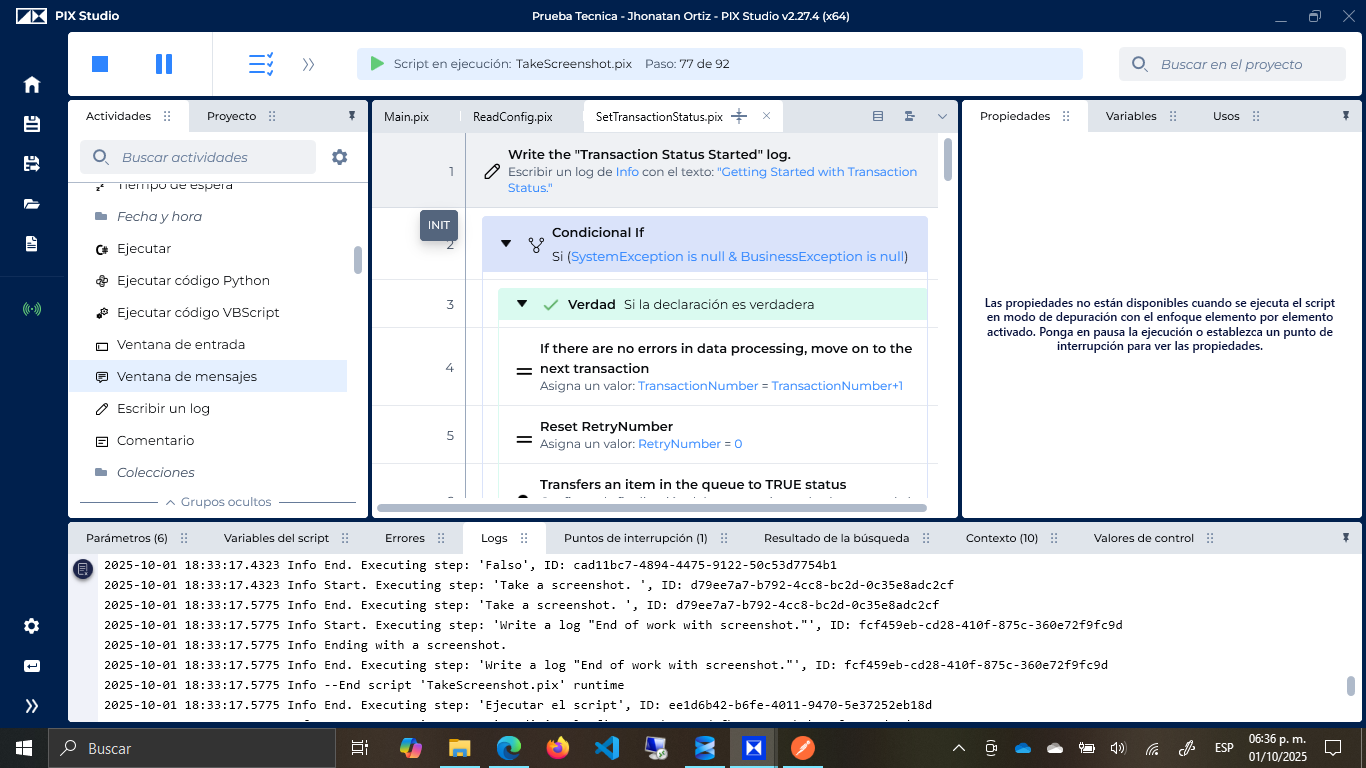 PIX Studio
Prueba Tecnica - Jhonatan Ortiz - PIX Studio v2.27.4 (x64)
Script en ejecución: TakeScreenshot.pix Paso: 77 de 92
Buscar en el proyecto
Actividades
Proyecto
Buscar actividades
Tiempo de espera
Fecha y hora
Ejecutar
Ejecutar código Python
Ejecutar código VBScript
Ventana de entrada
Ventana de mensajes
Escribir un log
Comentario
Colecciones
Grupos ocultos
Main.pix
ReadConfig.pix
SetTransactionStatus.pix
1
Write the "Transaction Status Started" log.
Escribir un log de Info con el texto: "Getting Started with Transaction
Status."
INIT
2
Condicional If
Si (SystemException is null & BusinessException is null)
3
Verdad Si la declaración es verdadera
4
If there are no errors in data processing, move on to the
next transaction
Asigna un valor: TransactionNumber = TransactionNumber+1
5
Reset RetryNumber
Asigna un valor: RetryNumber = 0
Transfers an item in the queue to TRUE status
Propiedades
Variables
Usos
Las propiedades no están disponibles cuando se ejecuta el script
en modo de depuración con el enfoque elemento por elemento
activado. Ponga en pausa la ejecución o establezca un punto de
interrupción para ver las propiedades.
Parámetros (6)
Variables del script
Errores
Logs
Puntos de interrupción (1)
Resultado de la búsqueda
Contexto (10)
Valores de control
2025-10-01 18:33:17.4323 Info End. Executing step: 'Falso', ID: cad11bc7-4894-4475-9122-50c53d7754b1
2025-10-01 18:33:17.4323 Info Start. Executing step: 'Take a screenshot. ', ID: d79ee7a7-b792-4cc8-bc2d-0c35e8adc2cf
2025-10-01 18:33:17.5775 Info End. Executing step: 'Take a screenshot. ', ID: d79ee7a7-b792-4cc8-bc2d-0c35e8adc2cf
2025-10-01 18:33:17.5775 Info Start. Executing step: 'Write a log "End of work with screenshot."', ID: fcf459eb-cd28-410f-875c-360e72f9fc9d
2025-10-01 18:33:17.5775 Info Ending with a screenshot.
2025-10-01 18:33:17.5775 Info End. Executing step: 'Write a log "End of work with screenshot."', ID: fcf459eb-cd28-410f-875c-360e72f9fc9d
2025-10-01 18:33:17.5775 Info --End script 'TakeScreenshot.pix' runtime
2025-10-01 18:33:17.5775 Info End. Executing step: 'Ejecutar el script', ID: ee1d6b42-b6fe-4011-9470-5e37252eb18d
Buscar
ESP
06:36 p. m.
01/10/2025